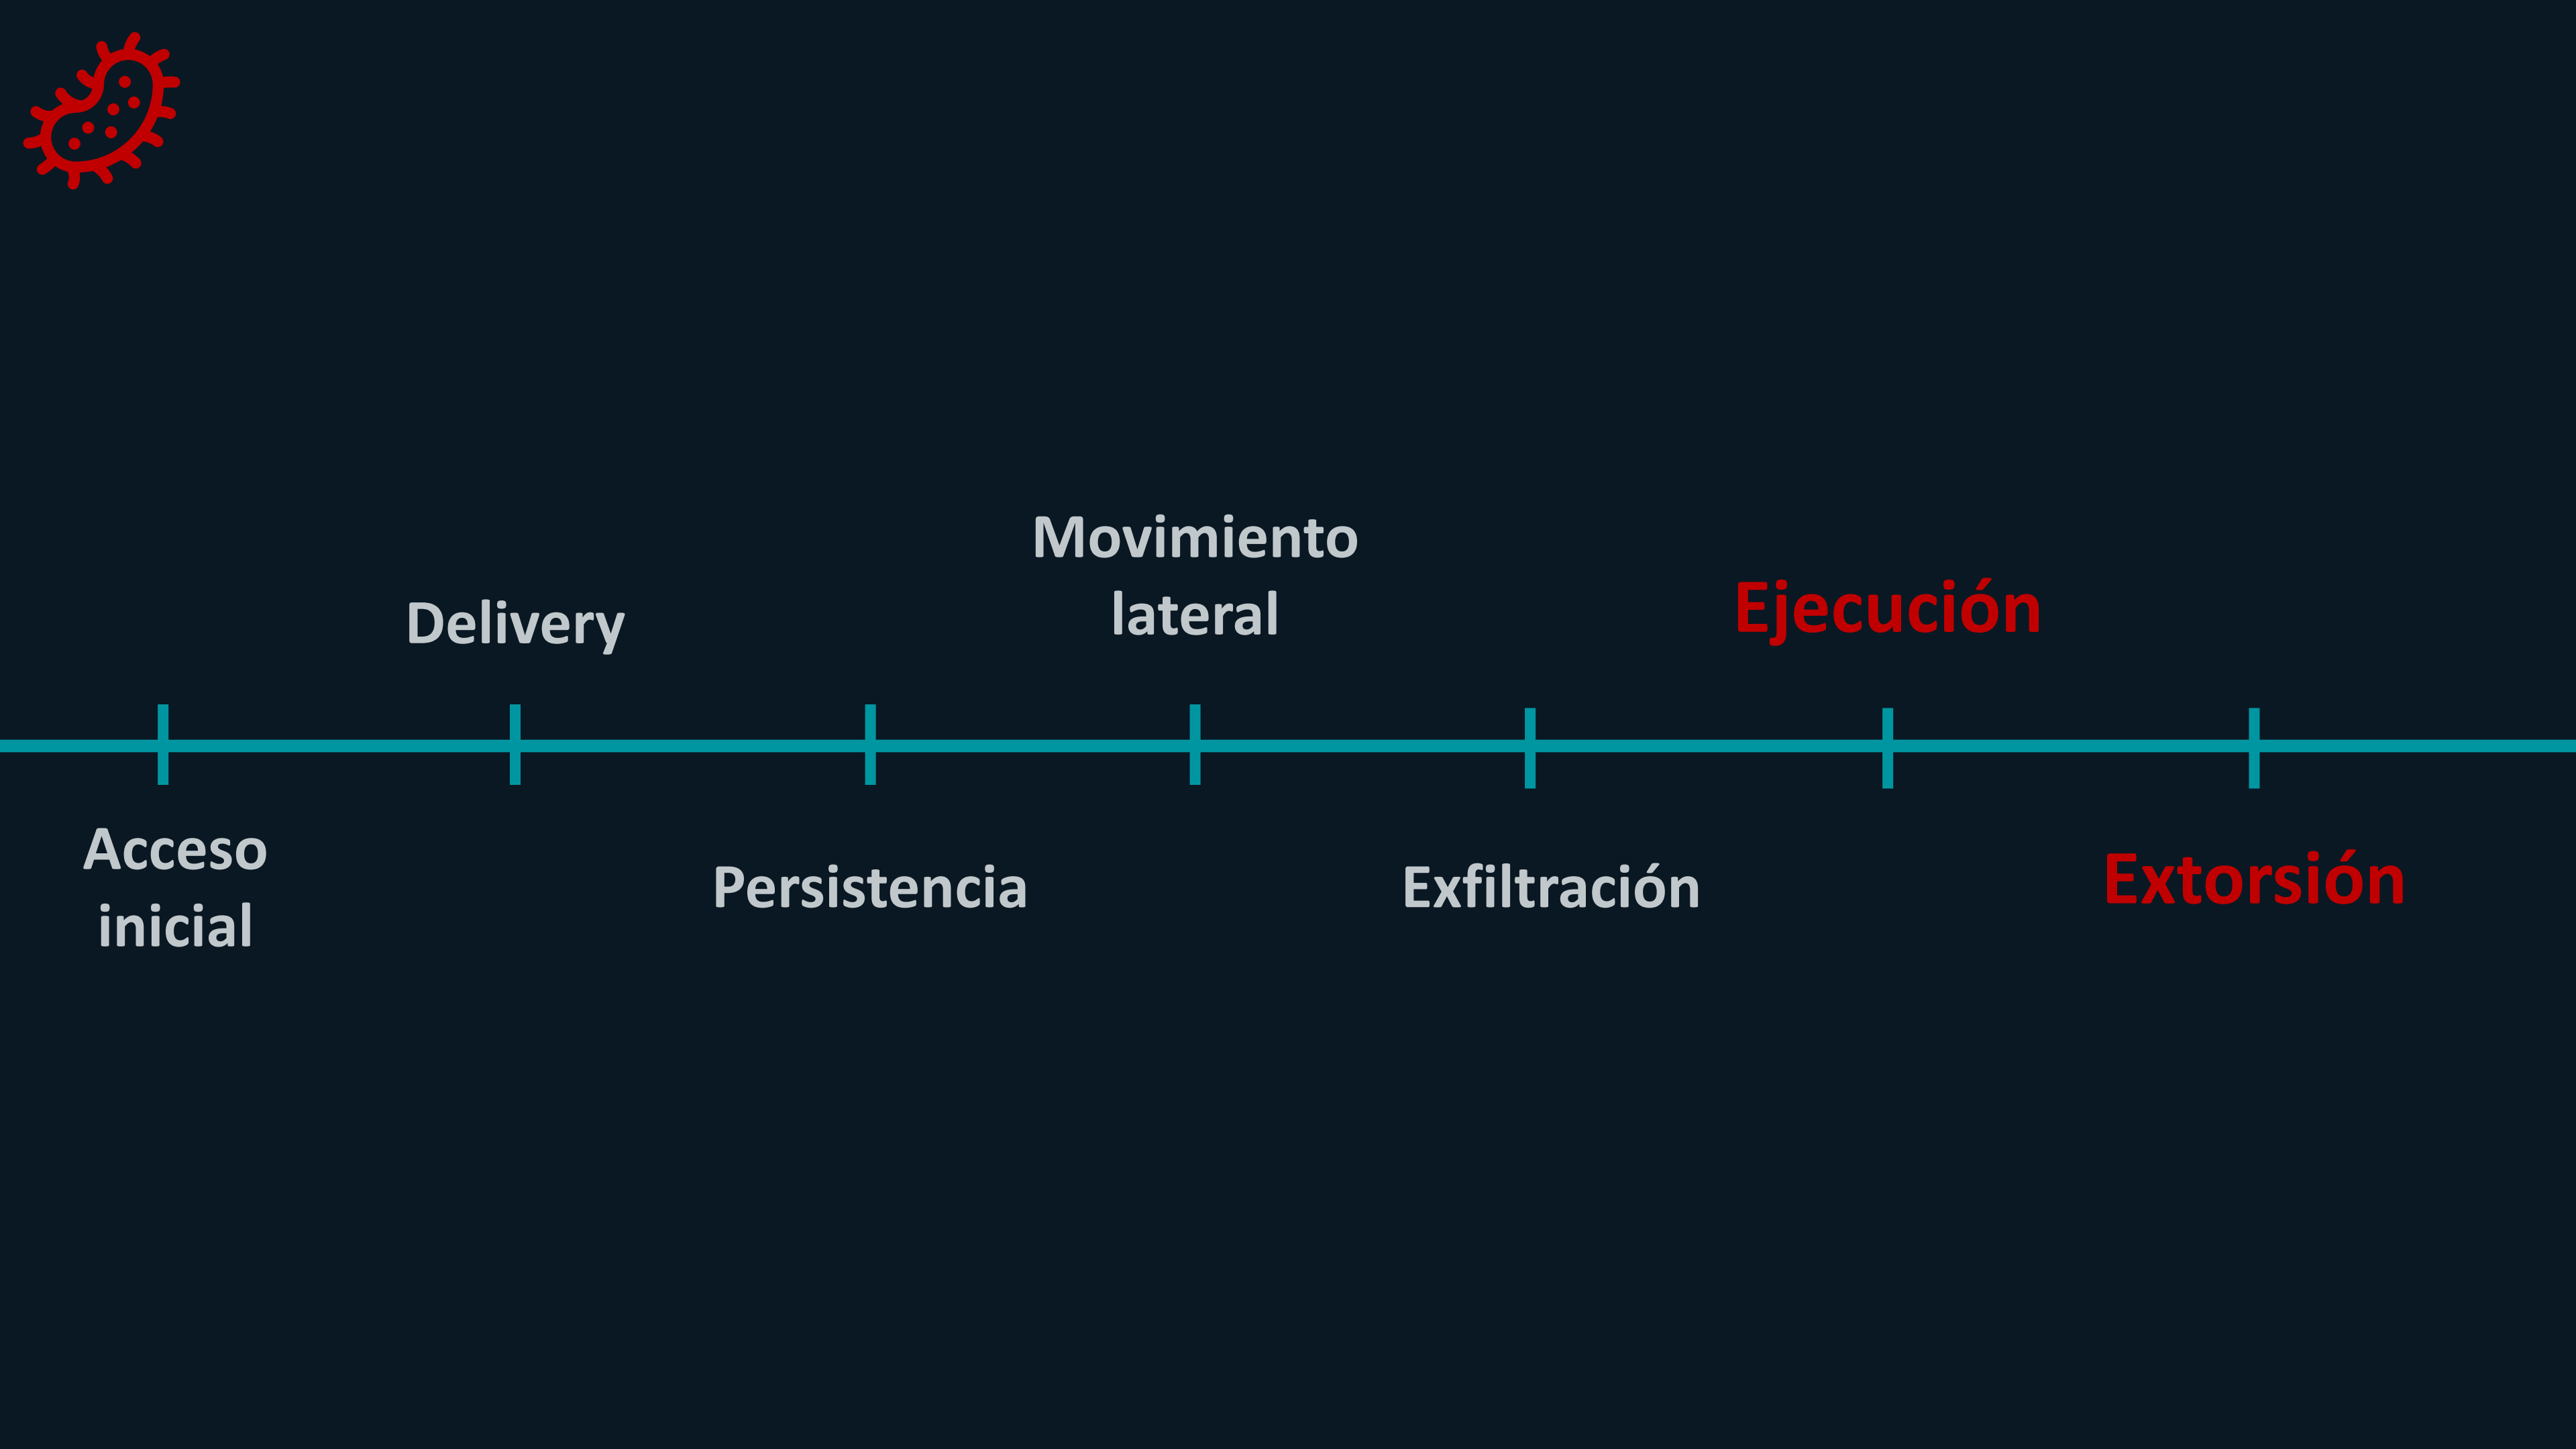 Movimiento
lateral
Delivery
Ejecución
Acceso
inicial
Persistencia
Exfiltración
Extorsión